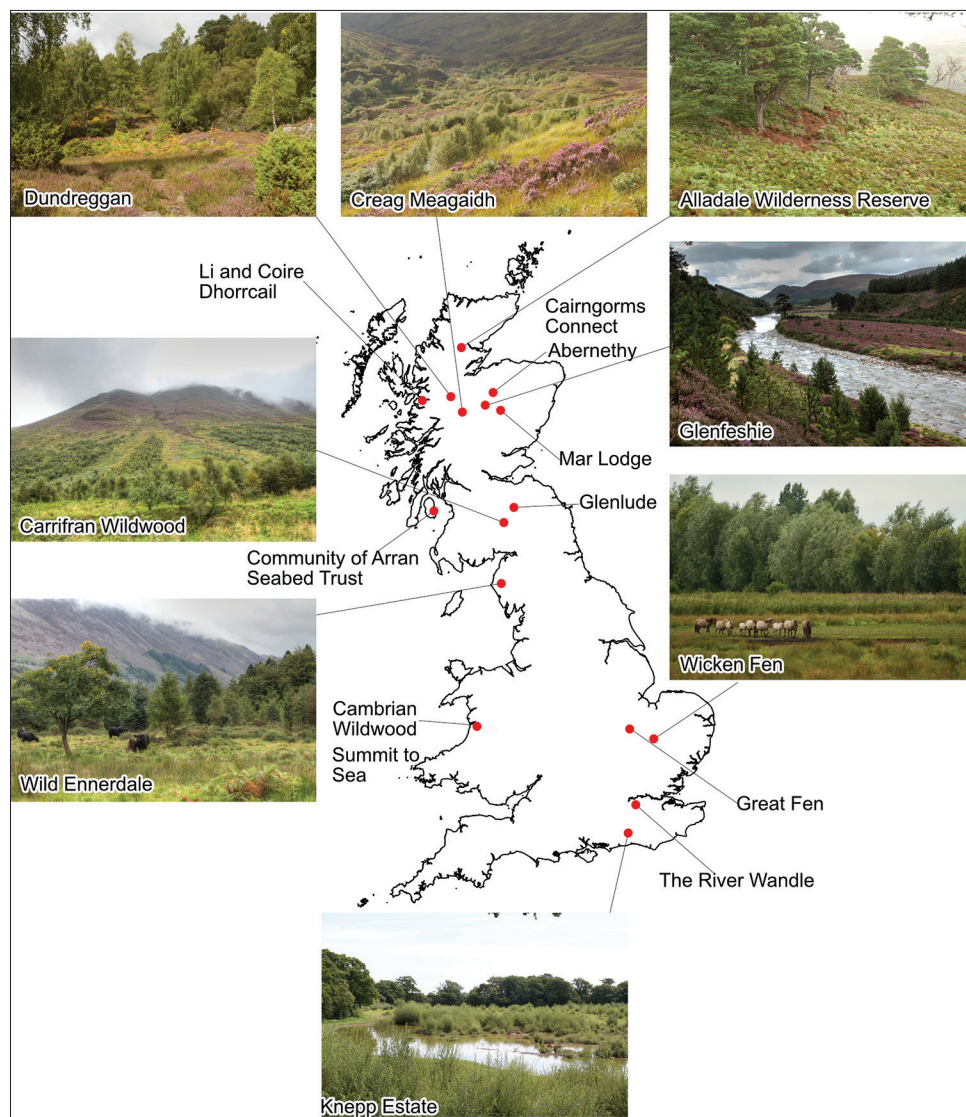 Dundreggan
Creag Meagaidh
Alladale Wilderness Reserve
Li and Coire
Dhorrcail
Cairngorms
Connect
Abernethy
Glenfeshie
Mar Lodge
Carrifran Wildwood
Glenlude
Community of Arran
Seabed Trust
Wicken Fen
Wild Ennerdale
Cambrian
Wildwood
Summit to
Sea
Great Fen
The River Wandle
Knepp Estate